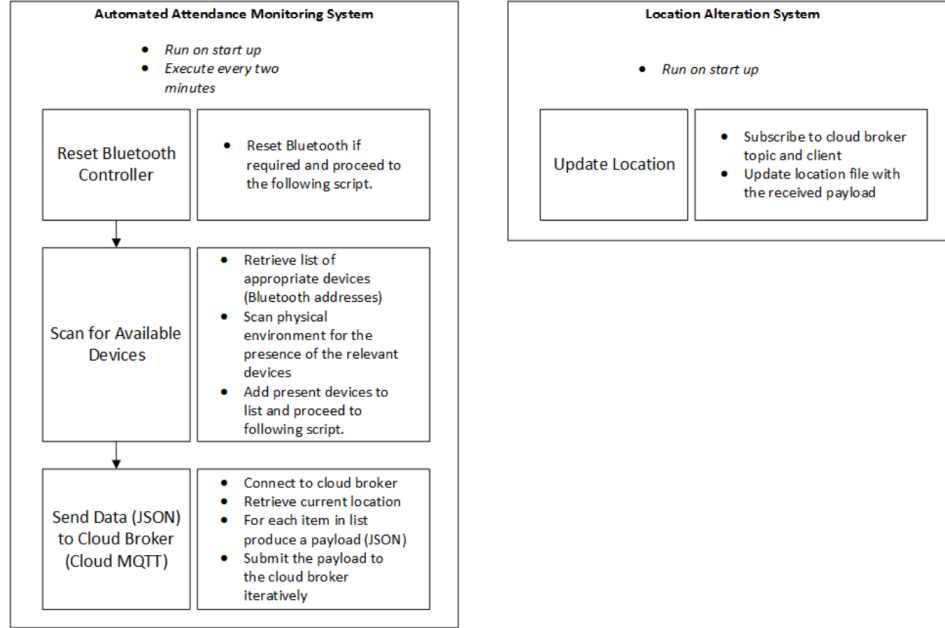 Automated Attendance Monitoring System
• Run on start up
• Execute every two
minutes
Reset Bluetooth
Controller
• Reset Bluetooth if
required and proceed to
the following script.
Scan for Available
Devices
• Retrieve list of
appropriate devices
(Bluetooth addresses)
• Scan physical
environment for the
presence of the relevant
devices
• Add present devices to
list and proceed to
following script.
Send Data (JSON)
to Cloud Broker
(Cloud MQTT)
• Connect to cloud broker
• Retrieve current location
• For each item in list
produce a payload (JSON)
• Submit the payload to
the cloud broker
iteratively
Location Alteration System
• Run on start up
Update Location
• Subscribe to cloud broker
topic and client
• Update location file with
the received payload